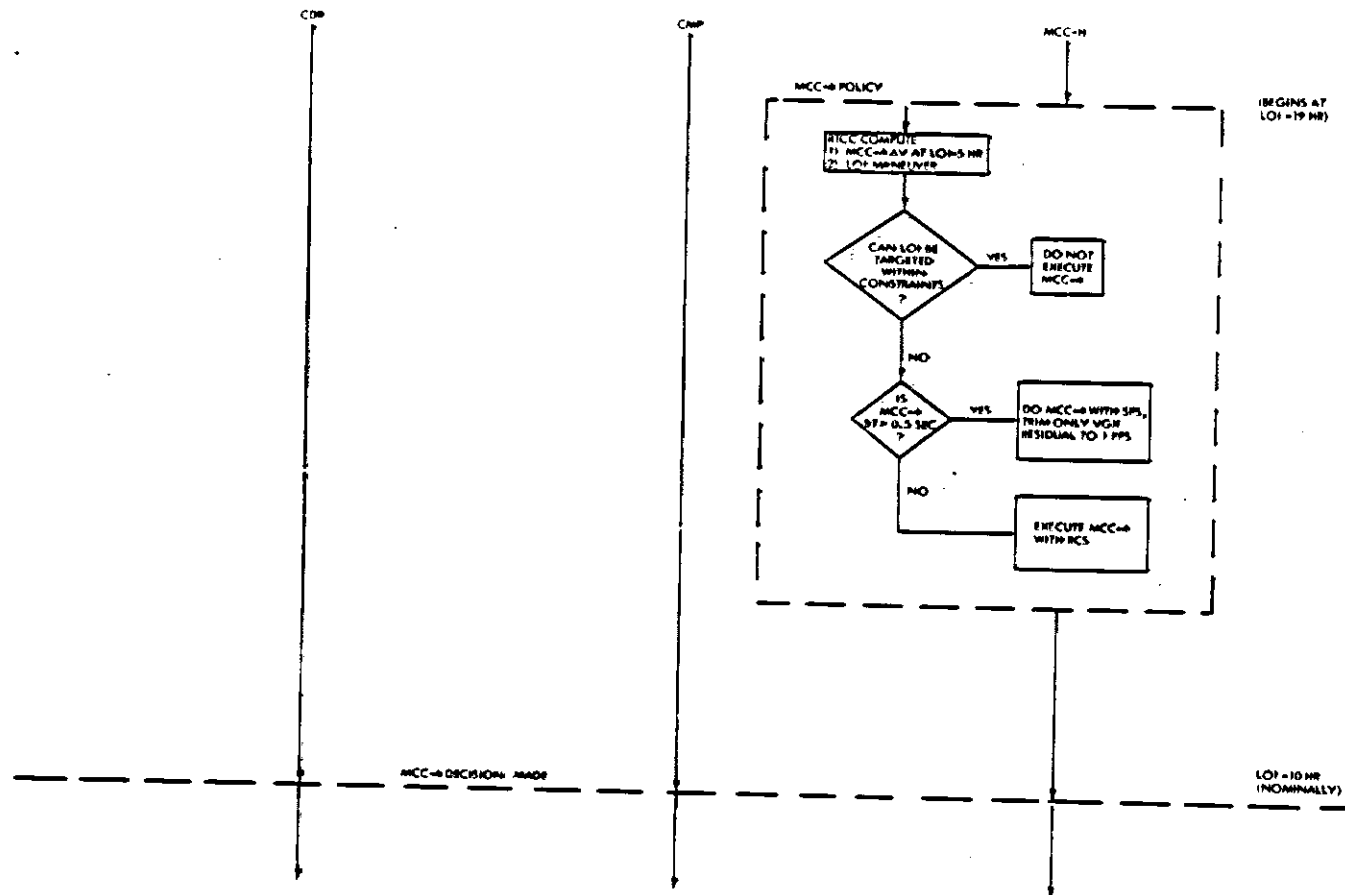 CDR
CMP
MCC-H
MCC-4 POLICY
(BEGINS AT
LOI -19 HR)
RTCC COMPUTE
1) MCC-4 ΔV AT LOI-5 HR
2) LOI MANEUVER
CAN LOI BE
TARGETED
WITHIN
CONSTRAINTS
?
YES
DO NOT
EXECUTE
MCC-4
NO
IS
MCC-4
BT > 0.5 SEC
?
YES
DO MCC-4 WITH SPS,
TRIM ONLY VGX
RESIDUAL TO 1 FPS
NO
EXECUTE MCC-4
WITH RCS
MCC-4 DECISION MADE
LOI -10 HR
(NOMINALLY)